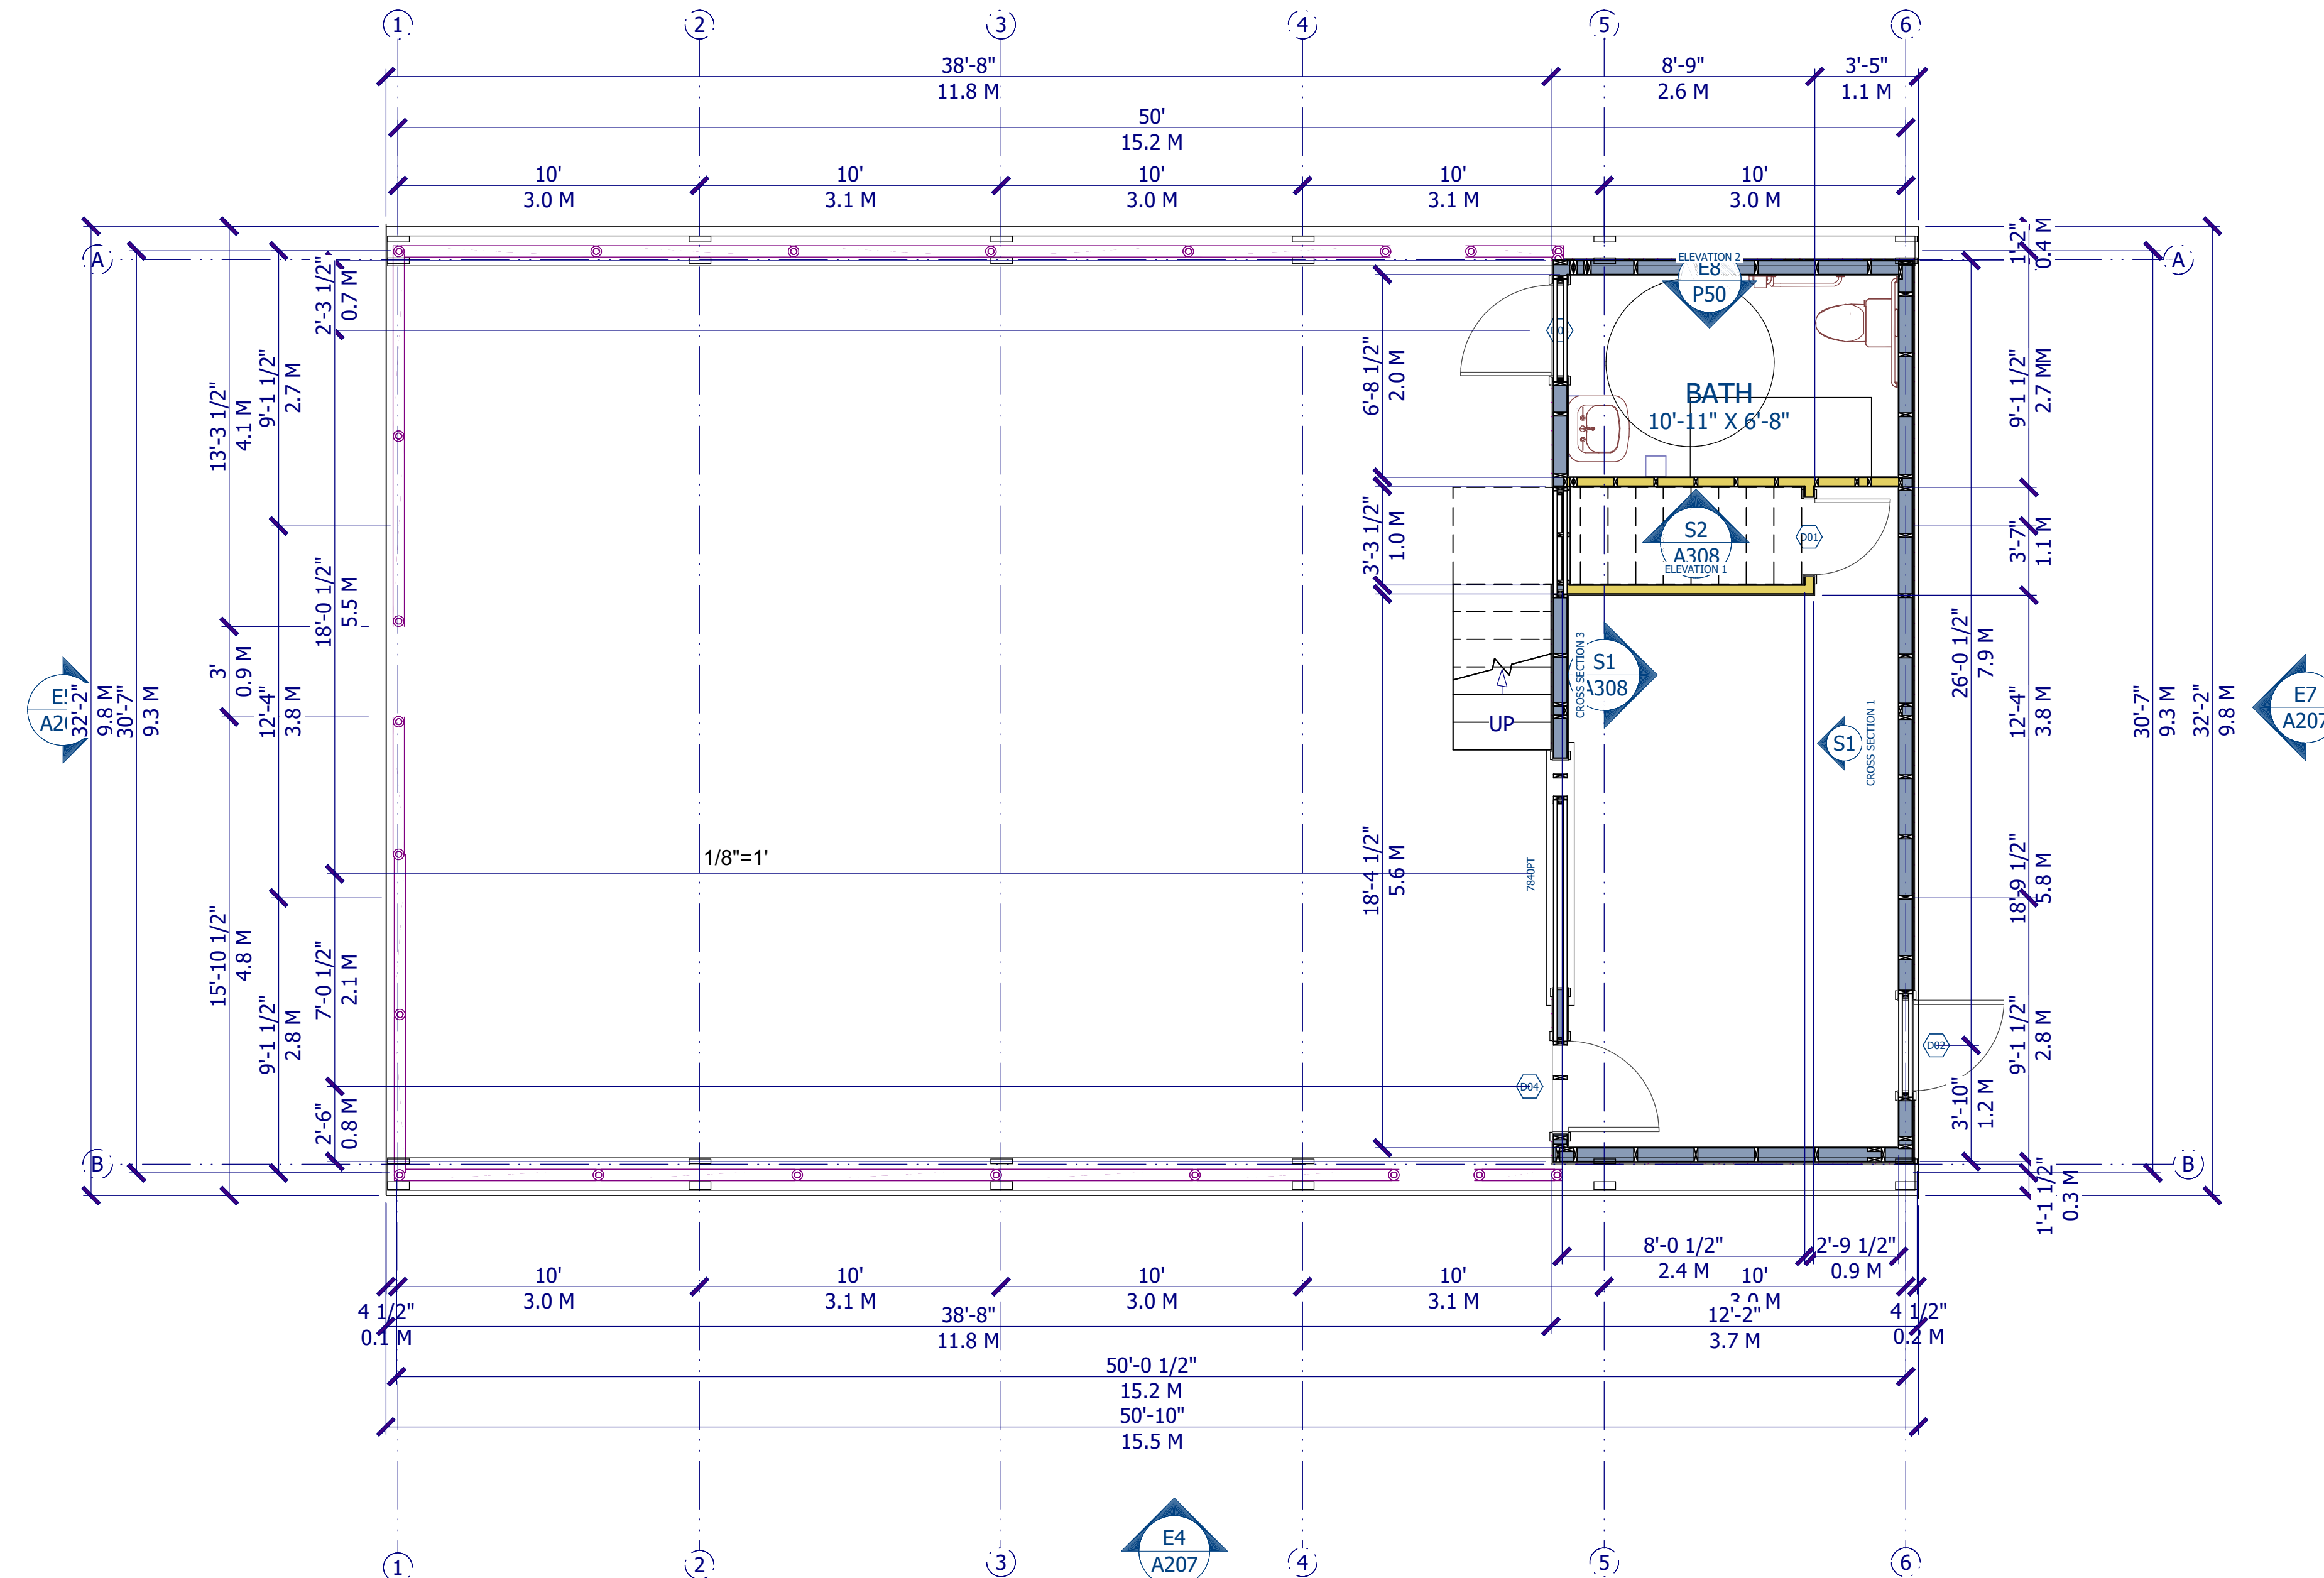 1 2 3 4 5 6
38'-8" 8'-9" 3'-5"
11.8 M 2.6 M 1.1 M
50'
15.2 M
10' 10' 10' 10' 10'
3.0 M 3.1 M 3.0 M 3.1 M 3.0 M
A
A
1'-2"
0.4 M
2'-3 1/2"
0.7 M
9'-1 1/2"
2.7 M
13'-3 1/2"
4.1 M
18'-0 1/2"
5.5 M
3'
0.9 M
12'-4"
3.8 M
32'-2"
9.8 M
30'-7"
9.3 M
15'-10 1/2"
4.8 M
9'-1 1/2"
2.8 M
7'-0 1/2"
2.1 M
2'-6"
0.8 M
B
1/8"=1'
6'-8 1/2"
2.0 M
3'-3 1/2"
1.0 M
18'-4 1/2"
5.6 M
ELEVATION 2
E8
P50
BATH
10'-11" X 6'-8"
S2
A308
ELEVATION 1
D01
CROSS SECTION 3
S1
A308
UP
S1
CROSS SECTION 1
7840PT
D04
D02
9'-1 1/2"
2.7 M
3'-7"
1.1 M
26'-0 1/2"
7.9 M
12'-4"
3.8 M
18'-9 1/2"
5.8 M
9'-1 1/2"
2.8 M
3'-10"
1.2 M
1'-1 1/2"
0.3 M
30'-7"
9.3 M
32'-2"
9.8 M
E7
A207
B
8'-0 1/2" 2'-9 1/2"
2.4 M 0.9 M
10' 10' 10' 10' 10'
3.0 M 3.1 M 3.0 M 3.1 M 3.0 M
4 1/2" 4 1/2"
0.1 M 0.2 M
38'-8" 12'-2"
11.8 M 3.7 M
50'-0 1/2"
15.2 M
50'-10"
15.5 M
E4
A207
1 2 3 4 5 6